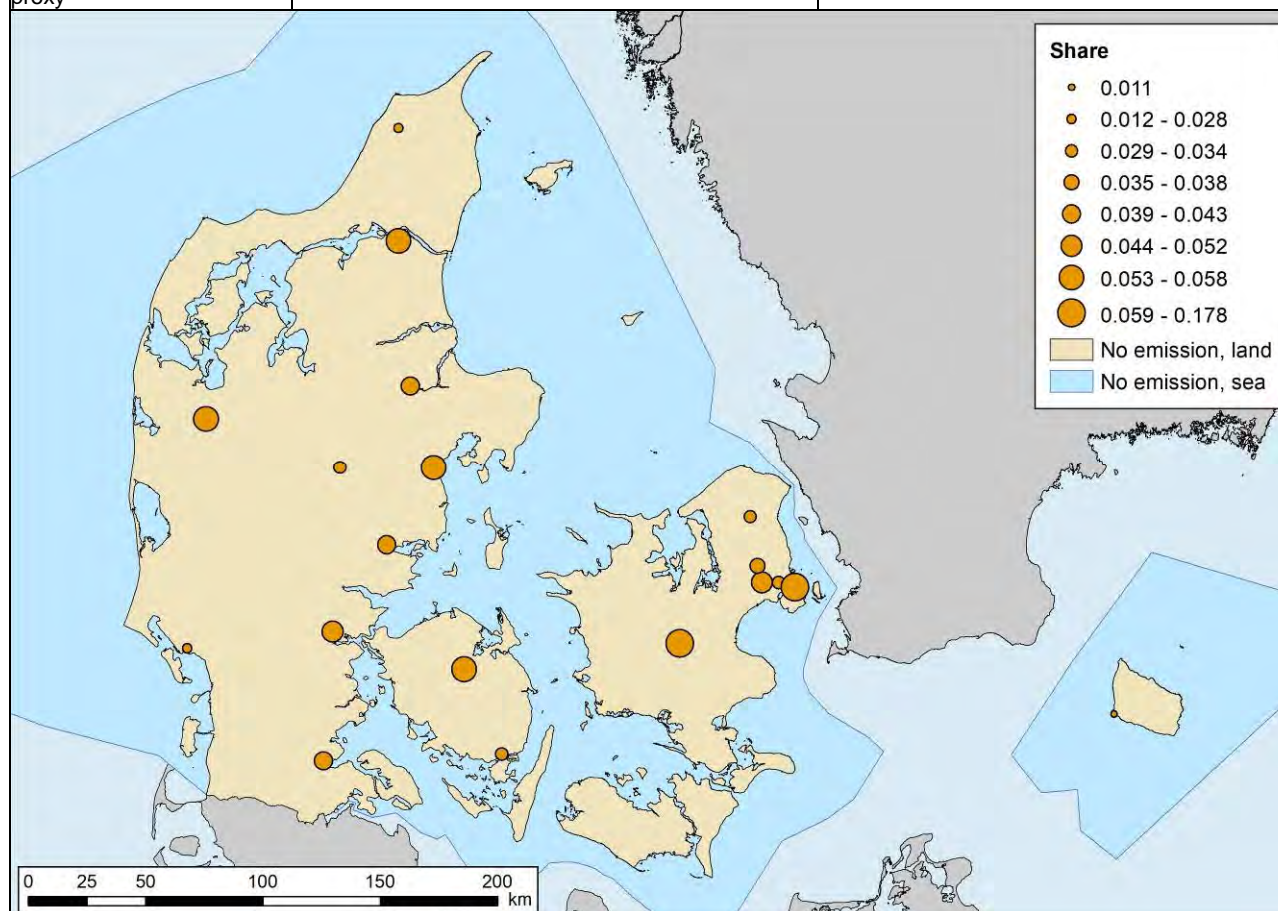 proxy
Share
0.011
0.012 - 0.028
0.029 - 0.034
0.035 - 0.038
0.039 - 0.043
0.044 - 0.052
0.053 - 0.058
0.059 - 0.178
No emission, land
No emission, sea
0 25 50 100 150 200
km